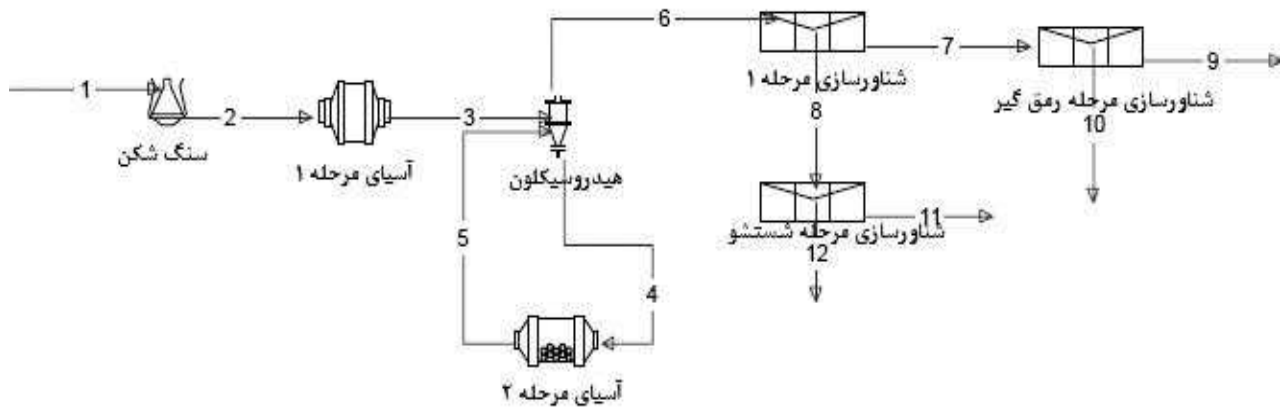 1
سنگ شکن
2
آسیای مرحله ۱
3
هیدروسیکلون
4
آسیای مرحله ۲
5
6
شناورسازی مرحله ۱
7
شناورسازی مرحله رمق گیر
9
10
8
شناورسازی مرحله شستشو
11
12